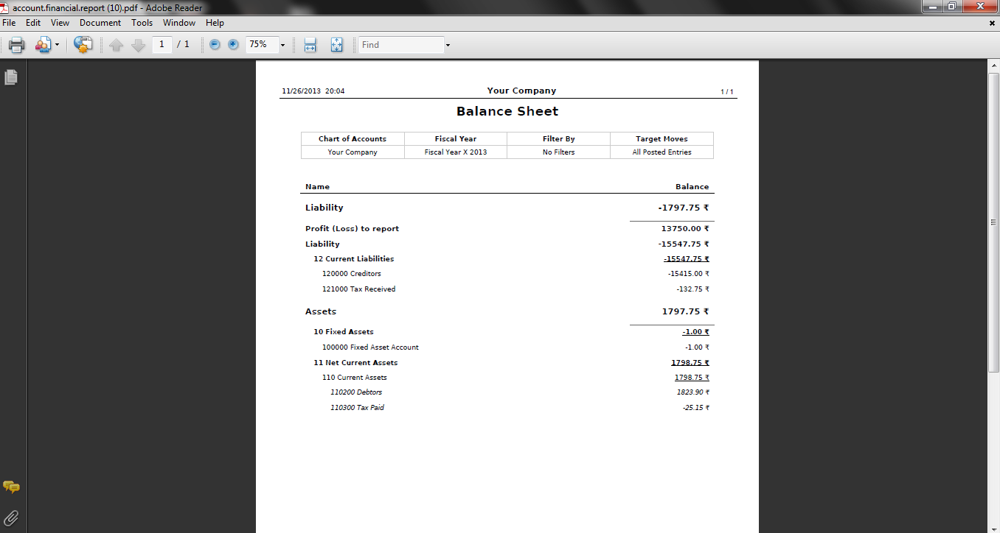 account.financial.report (10).pdf - Adobe Reader
File Edit View Document Tools Window Help
1 / 1 75% Find
11/26/2013 20:04 Your Company 1 / 1
Balance Sheet
Chart of Accounts Fiscal Year Filter By Target Moves
Your Company Fiscal Year X 2013 No Filters All Posted Entries
Name Balance
Liability -1797.75 ₹
Profit (Loss) to report 13750.00 ₹
Liability -15547.75 ₹
12 Current Liabilities -15547.75 ₹
120000 Creditors -15415.00 ₹
121000 Tax Received -132.75 ₹
Assets 1797.75 ₹
10 Fixed Assets -1.00 ₹
100000 Fixed Asset Account -1.00 ₹
11 Net Current Assets 1798.75 ₹
110 Current Assets 1798.75 ₹
110200 Debtors 1823.90 ₹
110300 Tax Paid -25.15 ₹